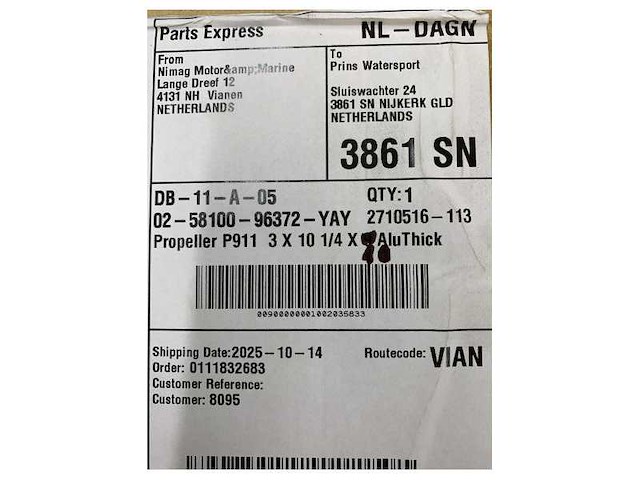 Parts Express NL-DAGN
From
Nimag Motor&amp;Marine
Lange Dreef 12
4131 NH Vianen
NETHERLANDS
To
Prins Watersport
Sluiswachter 24
3861 SN NIJKERK GLD
NETHERLANDS
3861 SN
DB-11-A-05 QTY:1
02-58100-96372-YAY 2710516-113
Propeller P911 3 X 10 1/4 X AluThick
00900000001002035833
Shipping Date:2025-10-14 Routecode: VIAN
Order: 0111832683
Customer Reference:
Customer: 8095